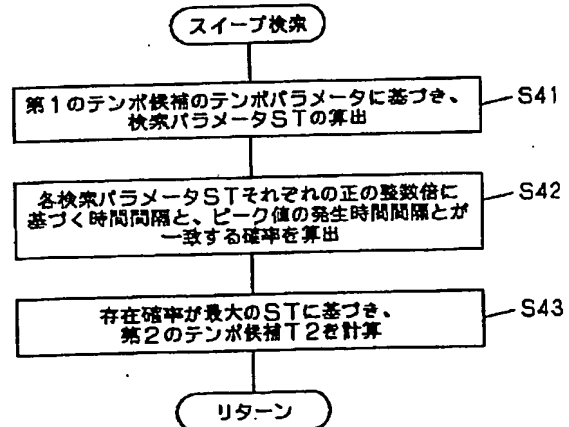 スイープ検索
第1のテンポ候補のテンポパラメータに基づき、
検索パラメータSTの算出
S41
各検索パラメータSTそれぞれの正の整数倍に
基づく時間間隔と、ピーク値の発生時間間隔とが
一致する確率を算出
S42
存在確率が最大のSTに基づき、
第2のテンポ候補T2を計算
S43
リターン